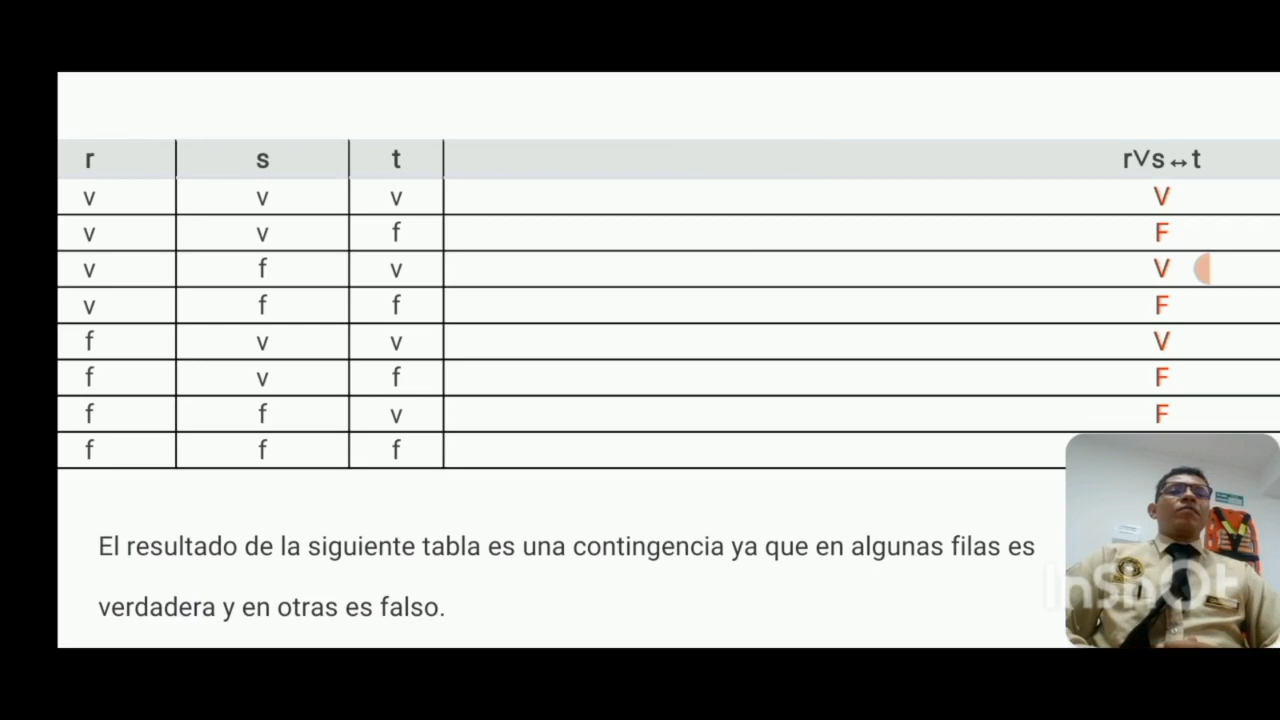 r s t r∨s↔t
v v v V
v v f F
v f v V
v f f F
f v v V
f v f F
f f v F
f f f
El resultado de la siguiente tabla es una contingencia ya que en algunas filas es
verdadera y en otras es falso.
InShOt